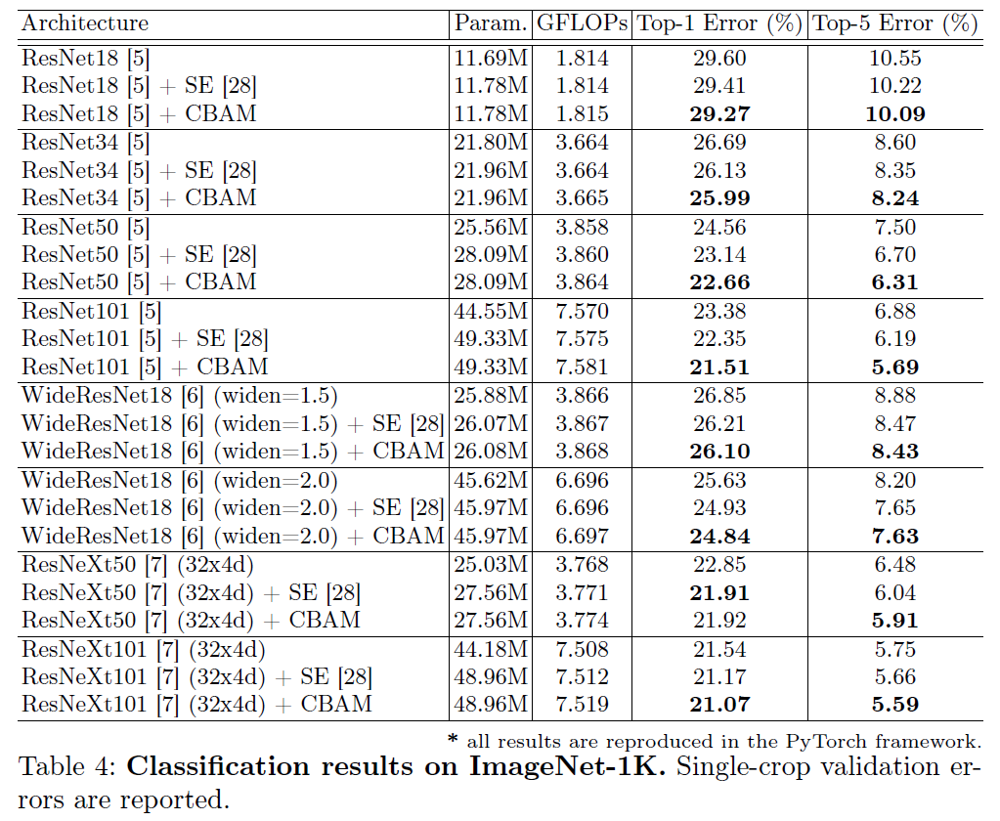 Architecture Param. GFLOPs Top-1 Error (%) Top-5 Error (%)
ResNet18 [5] 11.69M 1.814 29.60 10.55
ResNet18 [5] + SE [28] 11.78M 1.814 29.41 10.22
ResNet18 [5] + CBAM 11.78M 1.815 29.27 10.09
ResNet34 [5] 21.80M 3.664 26.69 8.60
ResNet34 [5] + SE [28] 21.96M 3.664 26.13 8.35
ResNet34 [5] + CBAM 21.96M 3.665 25.99 8.24
ResNet50 [5] 25.56M 3.858 24.56 7.50
ResNet50 [5] + SE [28] 28.09M 3.860 23.14 6.70
ResNet50 [5] + CBAM 28.09M 3.864 22.66 6.31
ResNet101 [5] 44.55M 7.570 23.38 6.88
ResNet101 [5] + SE [28] 49.33M 7.575 22.35 6.19
ResNet101 [5] + CBAM 49.33M 7.581 21.51 5.69
WideResNet18 [6] (widen=1.5) 25.88M 3.866 26.85 8.88
WideResNet18 [6] (widen=1.5) + SE [28] 26.07M 3.867 26.21 8.47
WideResNet18 [6] (widen=1.5) + CBAM 26.08M 3.868 26.10 8.43
WideResNet18 [6] (widen=2.0) 45.62M 6.696 25.63 8.20
WideResNet18 [6] (widen=2.0) + SE [28] 45.97M 6.696 24.93 7.65
WideResNet18 [6] (widen=2.0) + CBAM 45.97M 6.697 24.84 7.63
ResNeXt50 [7] (32x4d) 25.03M 3.768 22.85 6.48
ResNeXt50 [7] (32x4d) + SE [28] 27.56M 3.771 21.91 6.04
ResNeXt50 [7] (32x4d) + CBAM 27.56M 3.774 21.92 5.91
ResNeXt101 [7] (32x4d) 44.18M 7.508 21.54 5.75
ResNeXt101 [7] (32x4d) + SE [28] 48.96M 7.512 21.17 5.66
ResNeXt101 [7] (32x4d) + CBAM 48.96M 7.519 21.07 5.59
* all results are reproduced in the PyTorch framework.
Table 4: Classification results on ImageNet-1K. Single-crop validation er-
rors are reported.